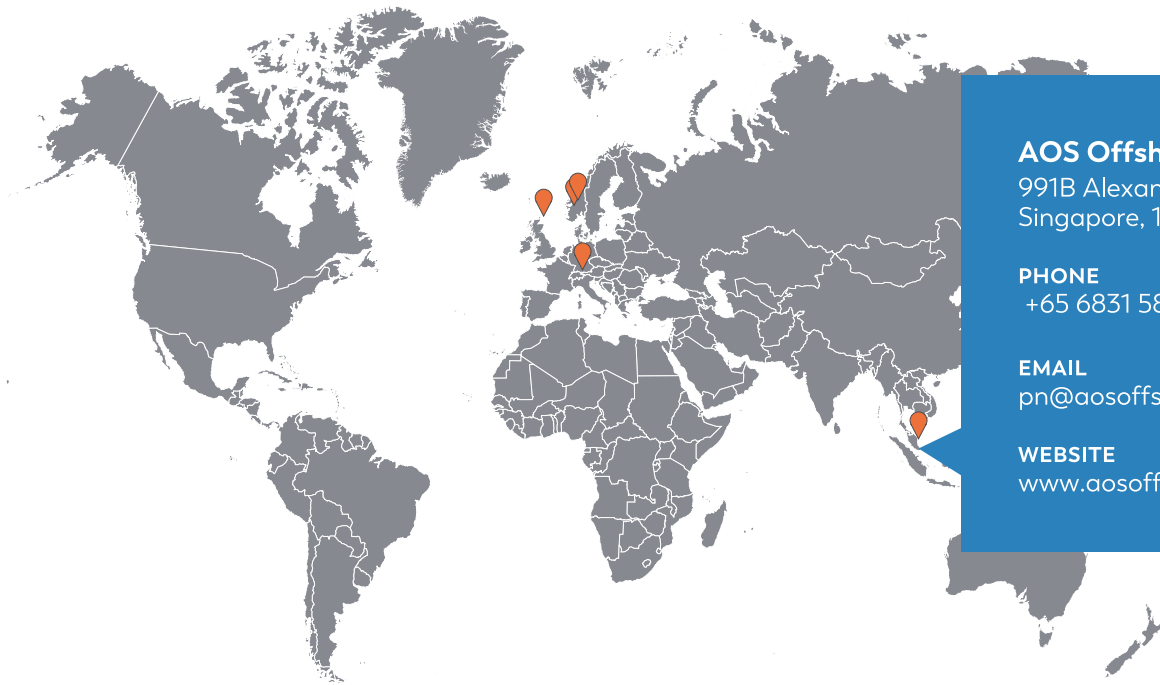 AOS Offsh
991B Alexan
Singapore, 1
PHONE
+65 6831 58
EMAIL
pn@aosoffs
WEBSITE
www.aosoff